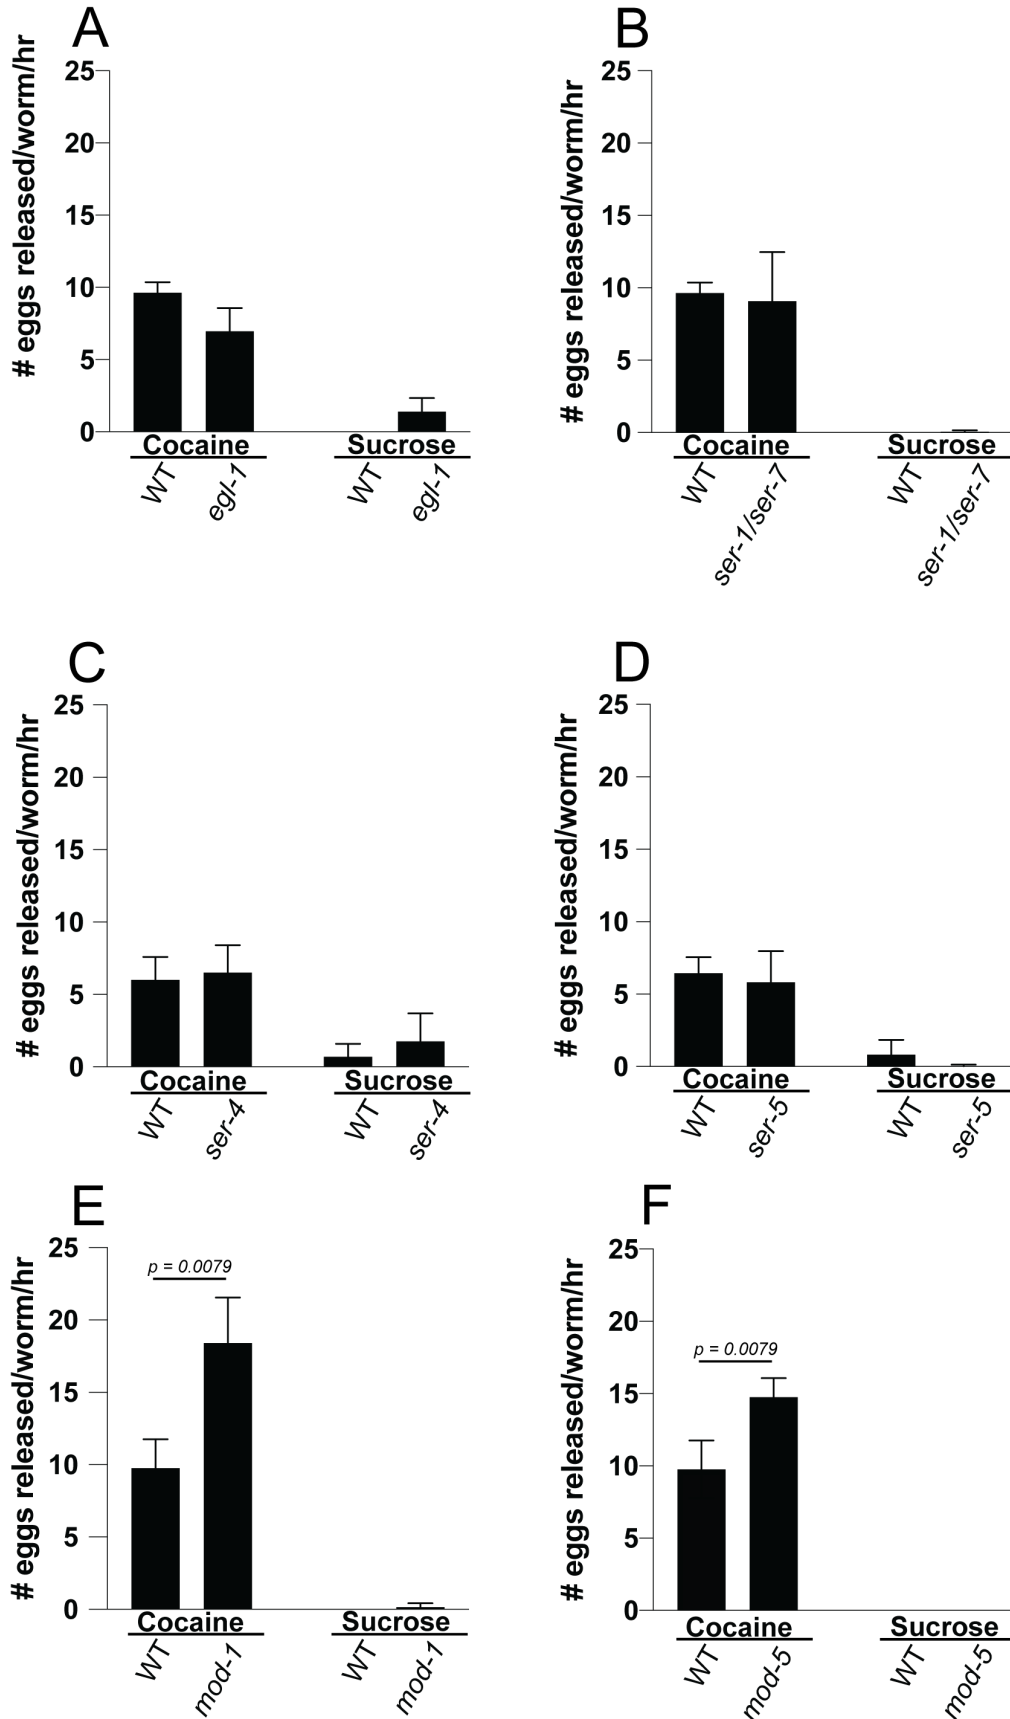 A
# eggs released/worm/hr
25
20
15
10
5
0
Cocaine
Sucrose
WT
egl-1
WT
egl-1
B
# eggs released/worm/hr
25
20
15
10
5
0
Cocaine
Sucrose
WT
ser-1/ser-7
WT
ser-1/ser-7
C
# eggs released/worm/hr
25
20
15
10
5
0
Cocaine
Sucrose
WT
ser-4
WT
ser-4
D
# eggs released/worm/hr
25
20
15
10
5
0
Cocaine
Sucrose
WT
ser-5
WT
ser-5
E
# eggs released/worm/hr
25
20
15
10
5
0
p = 0.0079
Cocaine
Sucrose
WT
mod-1
WT
mod-1
F
# eggs released/worm/hr
25
20
15
10
5
0
p = 0.0079
Cocaine
Sucrose
WT
mod-5
WT
mod-5